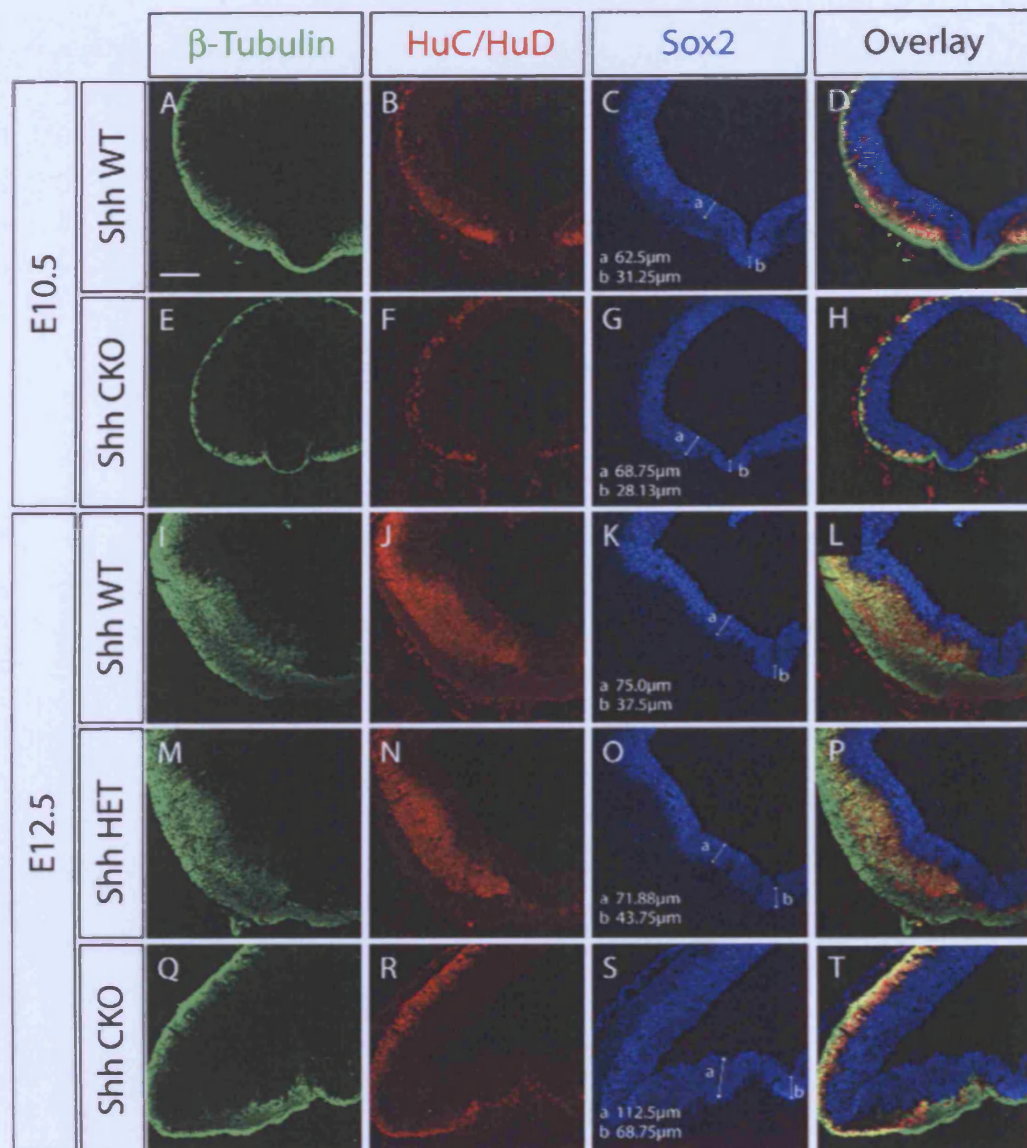 β-Tubulin HuC/HuD Sox2 Overlay
E10.5
Shh WT
A B C D
a
b
a 62.5µm
b 31.25µm
Shh CKO
E F G H
a
b
a 68.75µm
b 28.13µm
E12.5
Shh WT
I J K L
a
b
a 75.0µm
b 37.5µm
Shh HET
M N O P
a
b
a 71.88µm
b 43.75µm
Shh CKO
Q R S T
a
b
a 112.5µm
b 68.75µm